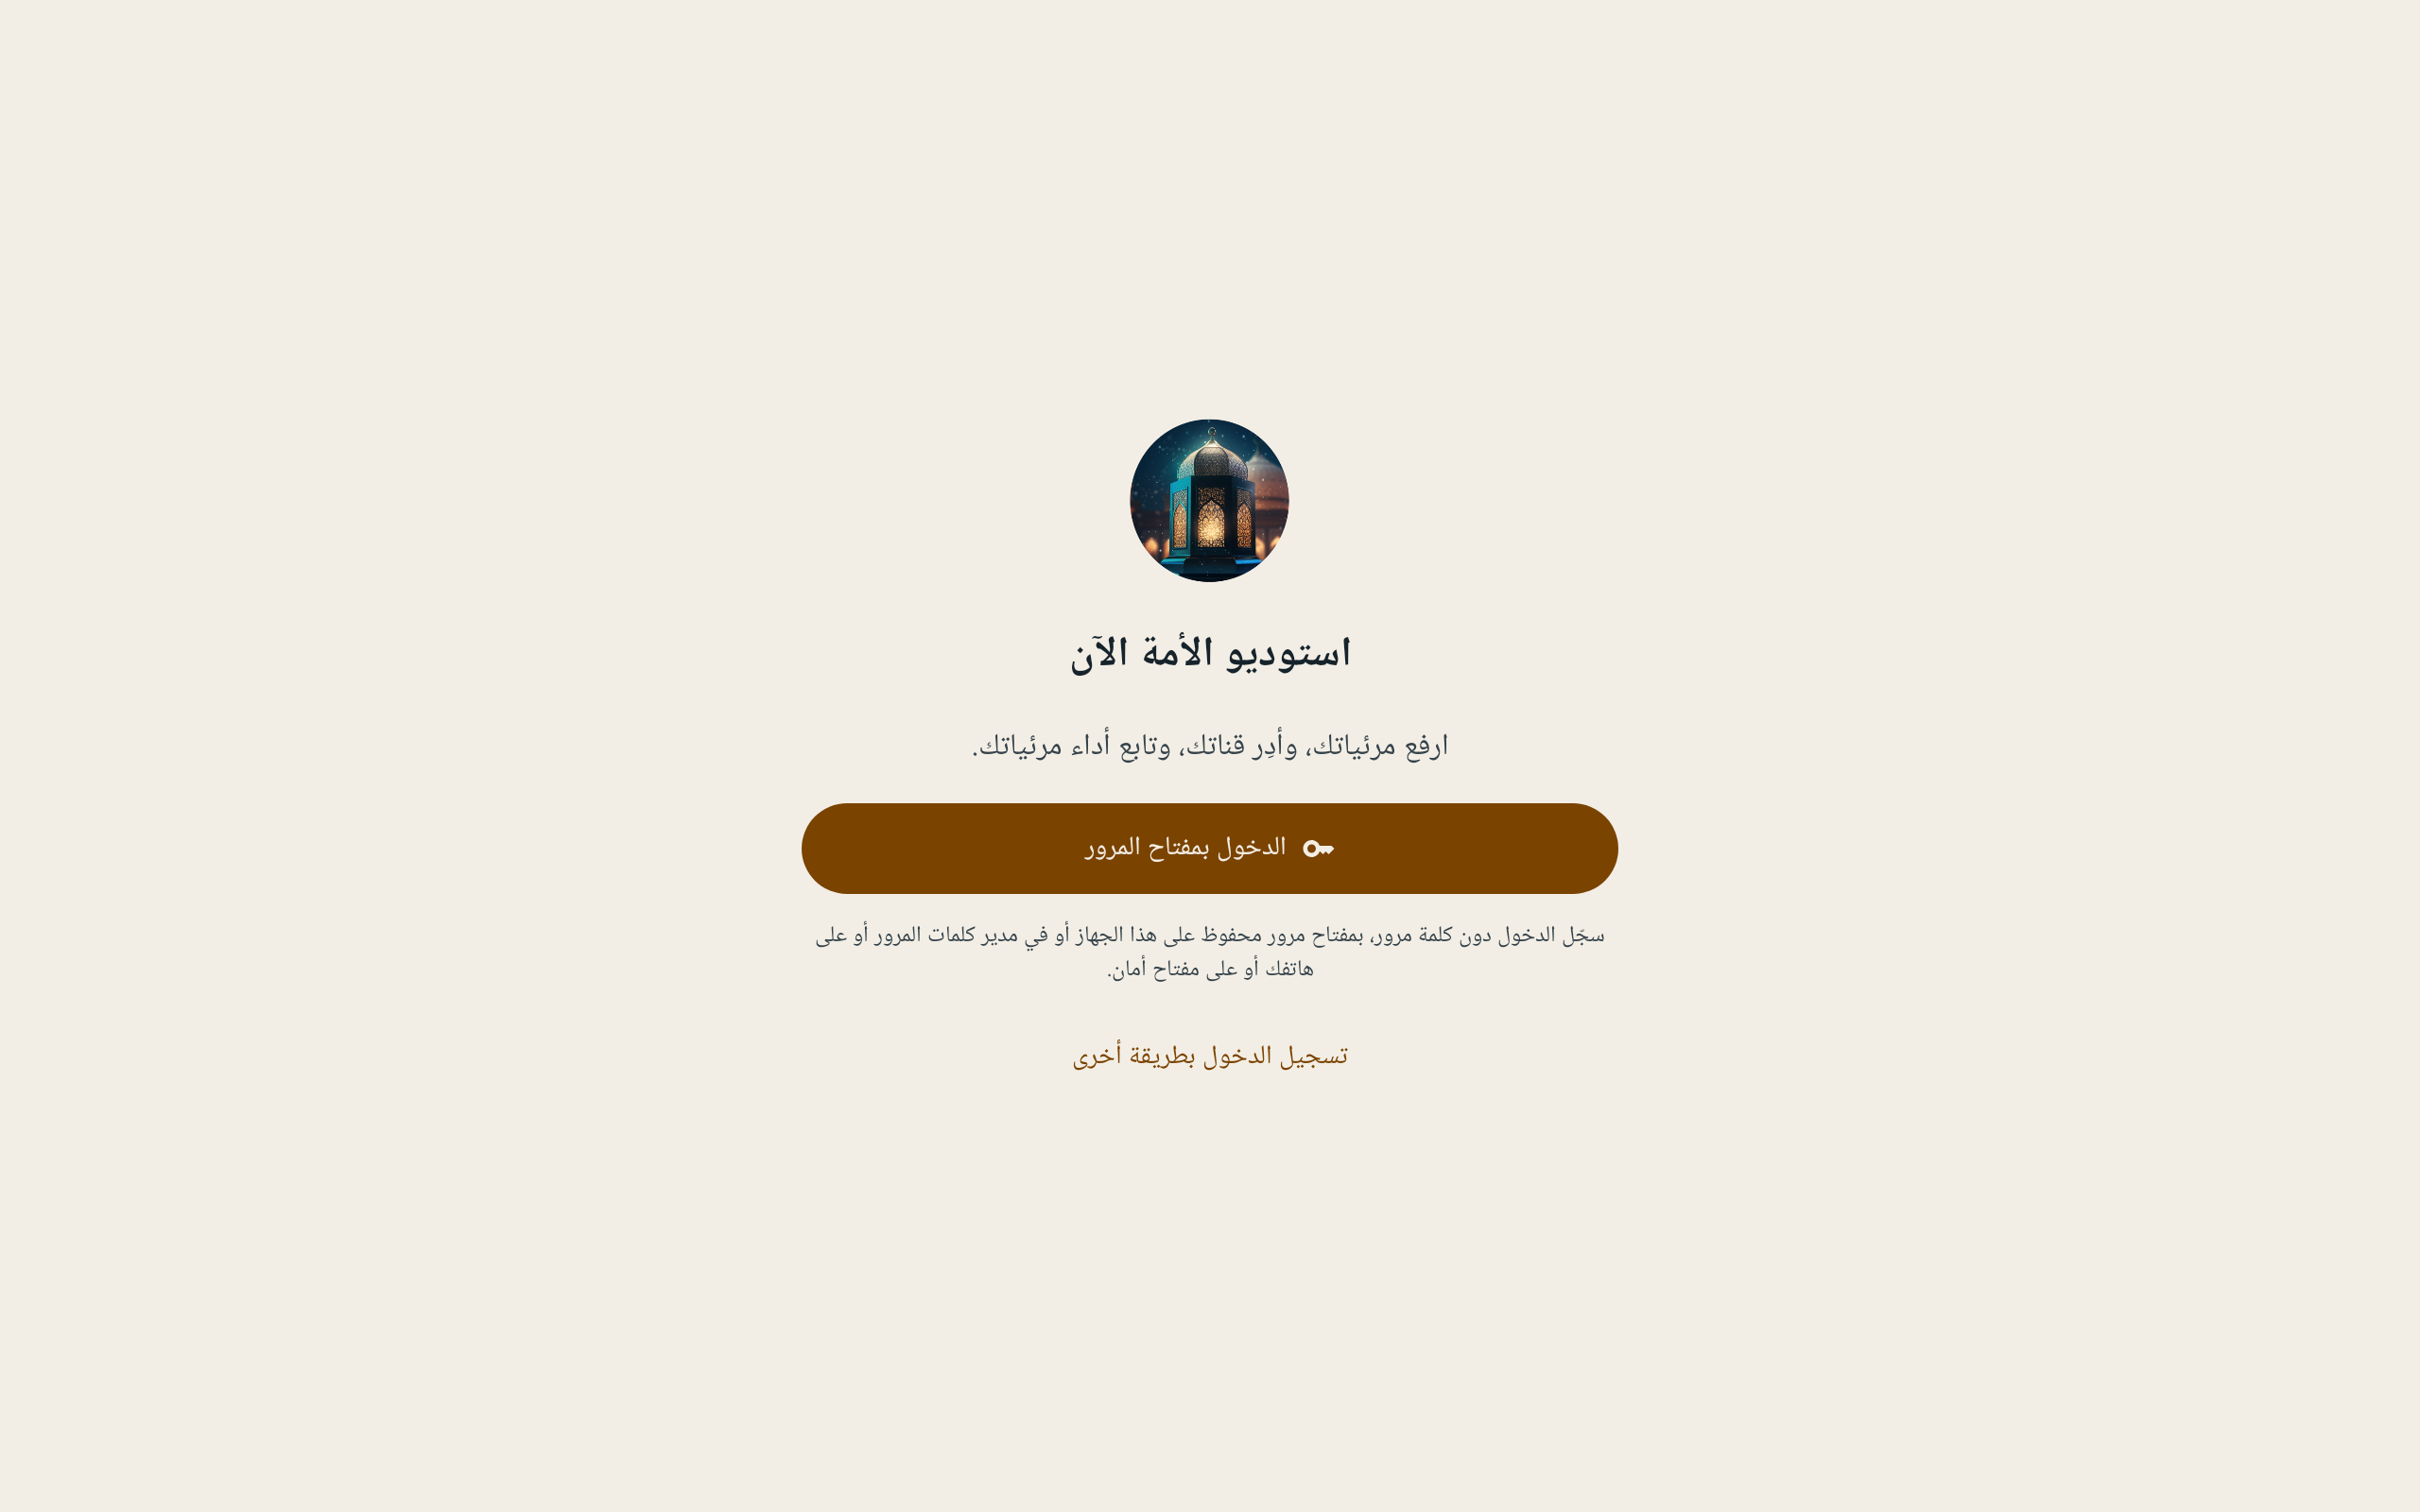 استوديو الأمة الآن
ارفع مرئياتك، وأدِر قناتك، وتابع أداء مرئياتك.
الدخول بمفتاح المرور
سجّل الدخول دون كلمة مرور، بمفتاح مرور محفوظ على هذا الجهاز أو في مدير كلمات المرور أو على
هاتفك أو على مفتاح أمان.
تسجيل الدخول بطريقة أخرى